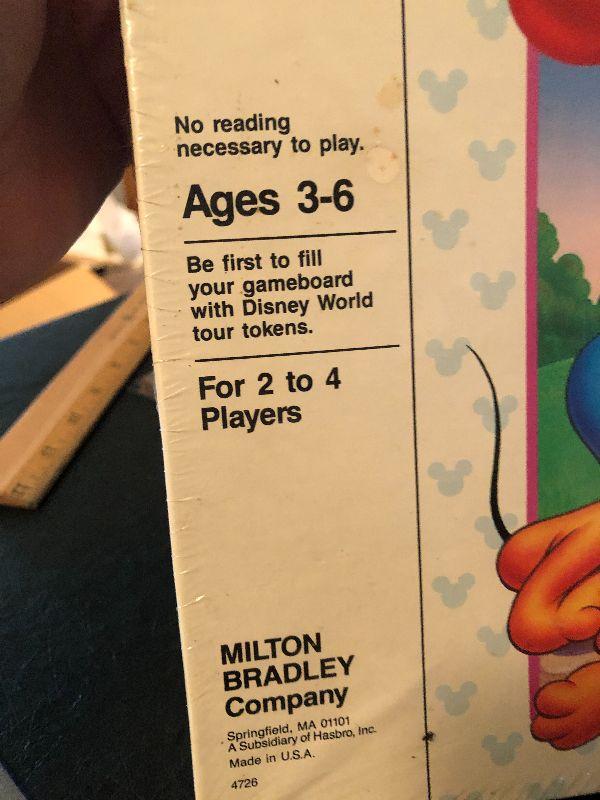 No reading
necessary to play.
Ages 3-6
Be first to fill
your gameboard
with Disney World
tour tokens.
For 2 to 4
Players
MILTON
BRADLEY
Company
Springfield, MA 01101
A Subsidiary of Hasbro, Inc.
Made in U.S.A.
4726